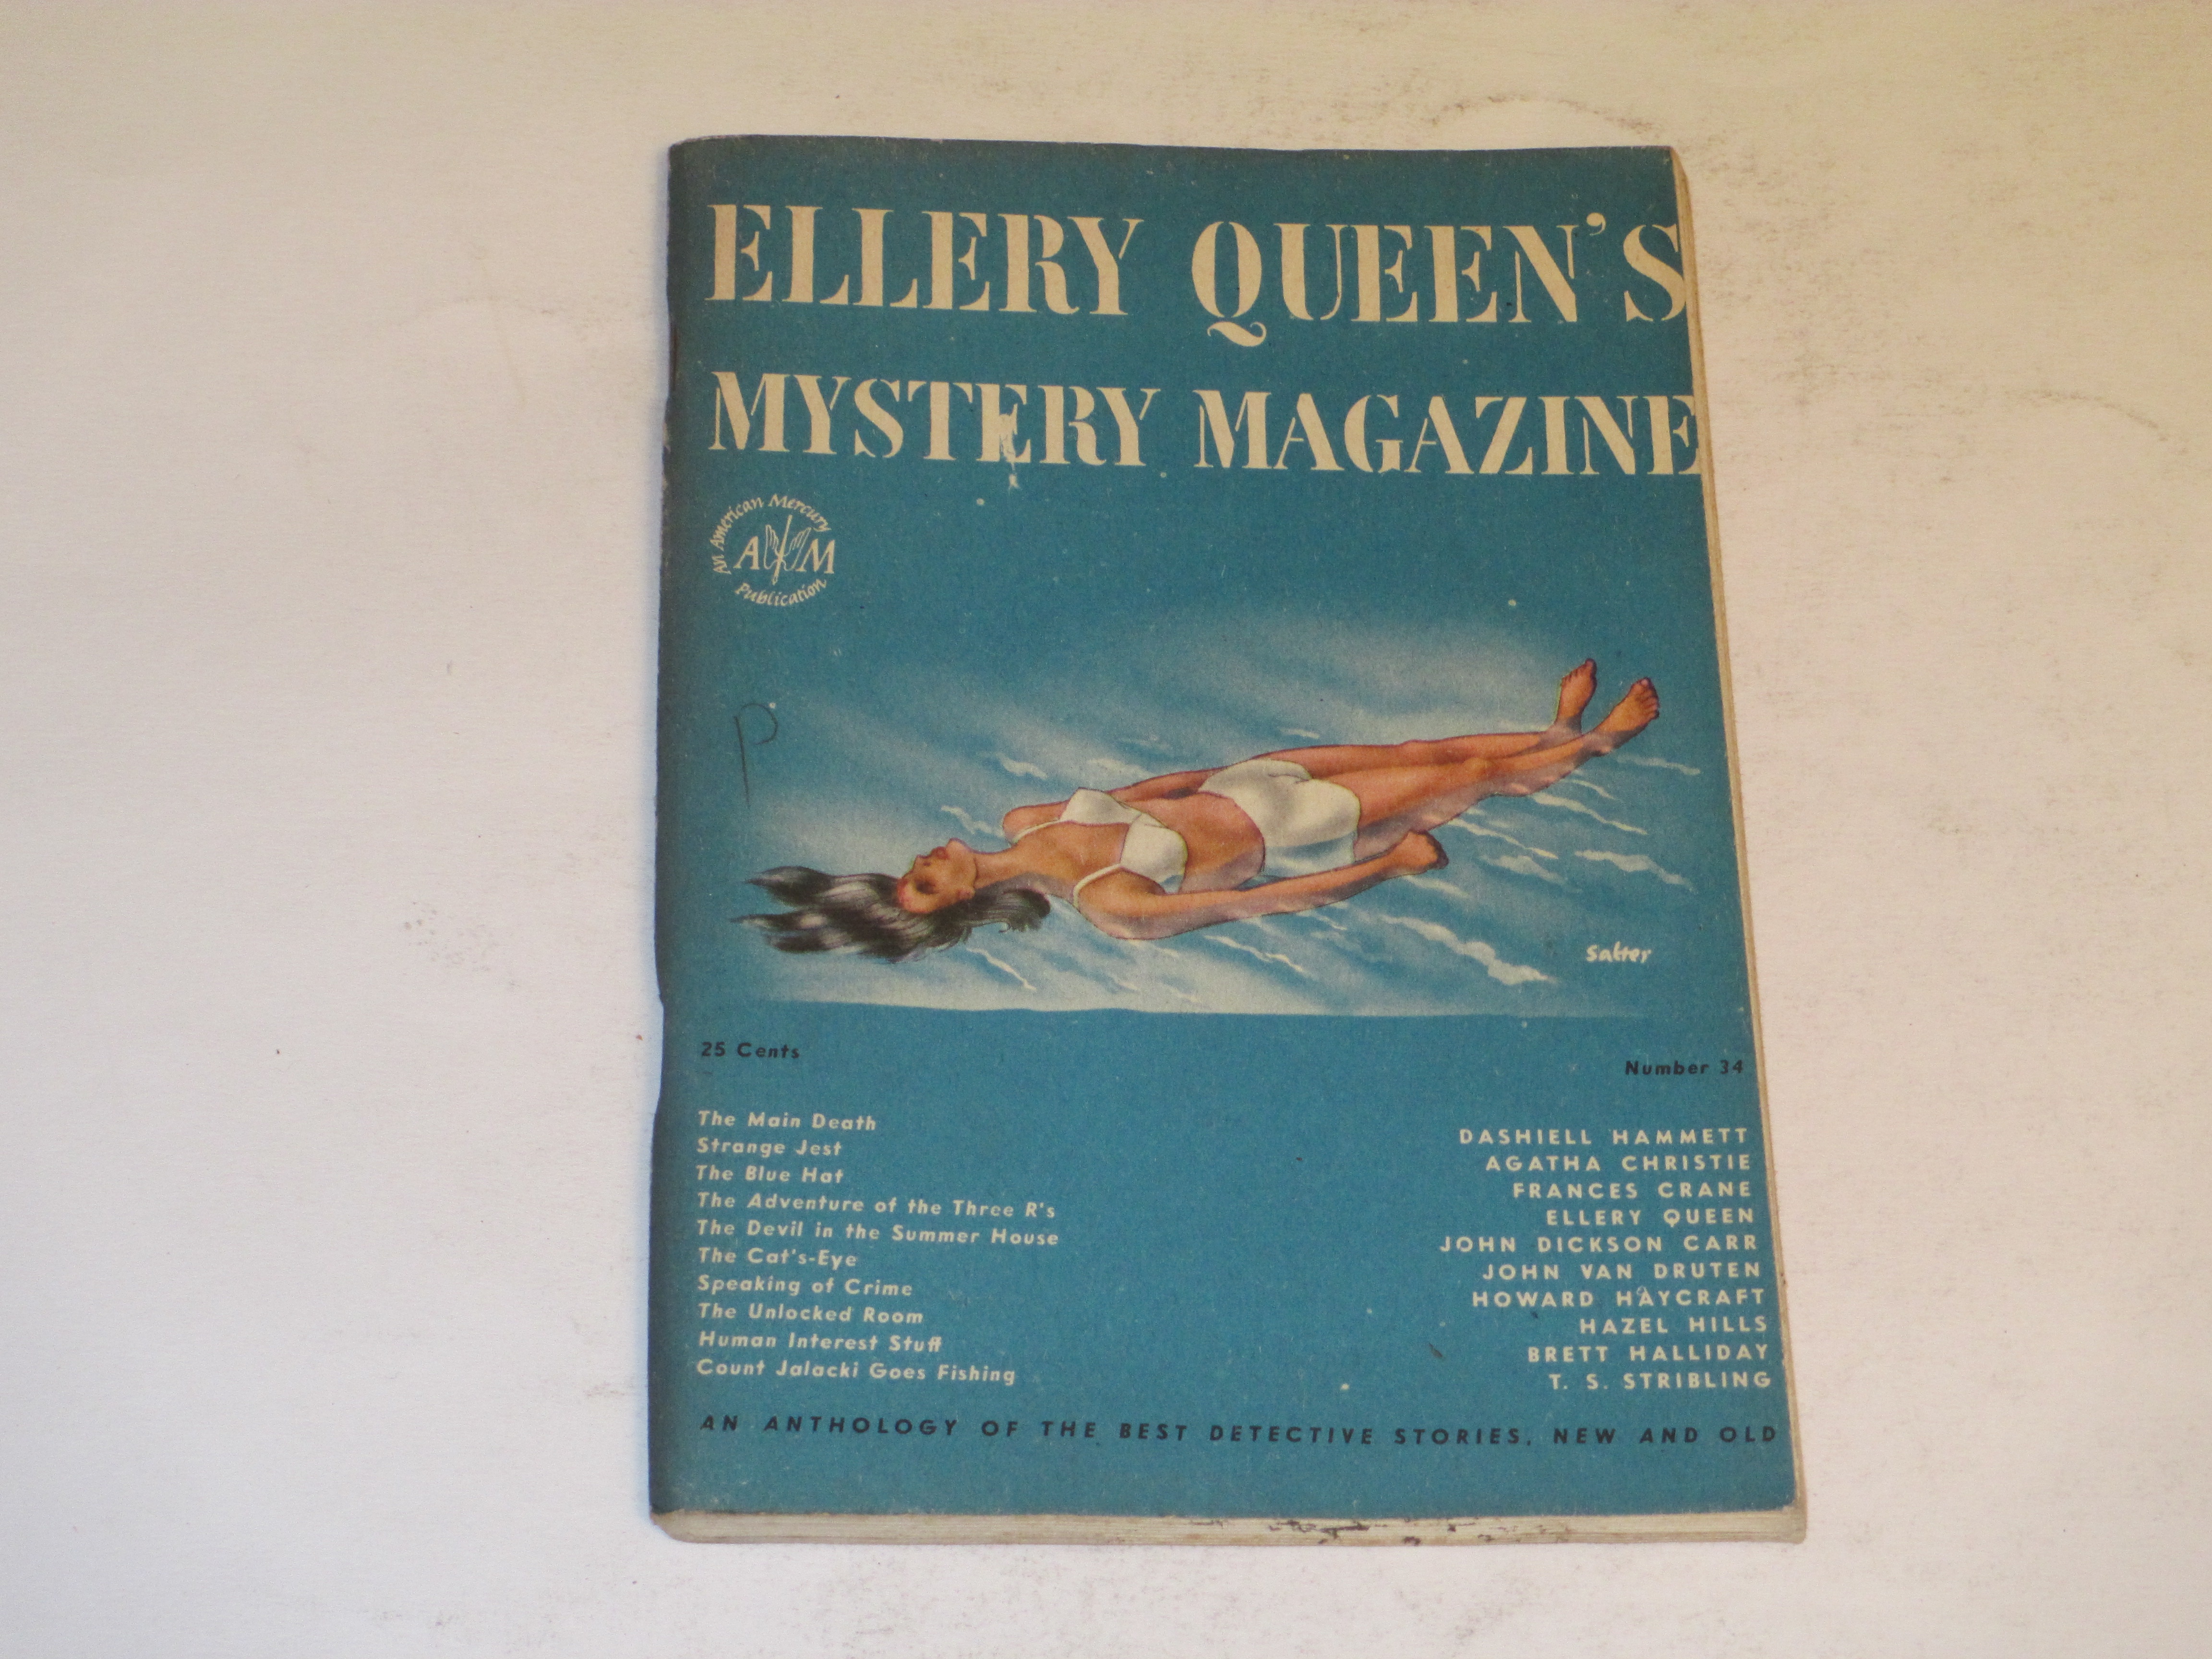 ELLERY QUEEN'S
MYSTERY MAGAZINE
An American Mercury
A M
Publication
P
Salter
25 Cents
Number 34
The Main Death DASHIELL HAMMETT
Strange Jest AGATHA CHRISTIE
The Blue Hat FRANCES CRANE
The Adventure of the Three R's ELLERY QUEEN
The Devil in the Summer House JOHN DICKSON CARR
The Cat's-Eye JOHN VAN DRUTEN
Speaking of Crime HOWARD HAYCRAFT
The Unlocked Room HAZEL HILLS
Human Interest Stuff BRETT HALLIDAY
Count Jalacki Goes Fishing T. S. STRIBLING
AN ANTHOLOGY OF THE BEST DETECTIVE STORIES, NEW AND OLD